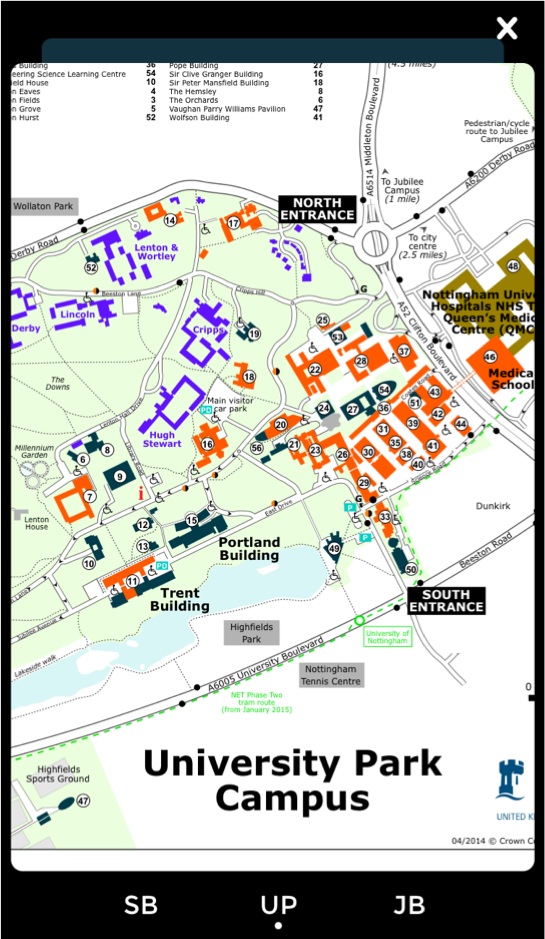 Building 36 Pope Building 27
eering Science Learning Centre 54 Sir Clive Granger Building 16
ield House 10 Sir Peter Mansfield Building 18
on Eaves 4 The Hemsley 8
on Fields 3 The Orchards 6
on Grove 5 Vaughan Parry Williams Pavilion 47
on Hurst 52 Wolfson Building 41
(4.5 miles)
A6514 Middleton Boulevard
Pedestrian/cycle
route to Jubilee
Campus
A6200 Derby Road
To Jubilee
Campus
(1 mile)
Wollaton Park
NORTH
ENTRANCE
14
17
Derby Road
To city
centre
(2.5 miles)
Lenton &
Wortley
52
48
Beeston Lane
Cripps Hill
G
A52 Clifton Boulevard
Nottingham Unive
Hospitals NHS T
Queen's Medic
Centre (QMC
Derby
Lincoln
Cripps
19
25
53
37
28
22
46
Medica
School
18
The
Downs
54
43
Main visitor
car park
PD
24
27
36
51
42
44
Lenton Hall Drive
Hugh
Stewart
20
31
39
Millennium
Garden
16
56
21
23
26
30
35
38
41
40
6
8
9
29
7
G
P
33
Lenton
House
East Drive
Dunkirk
12
15
P
Beeston Road
13
Portland
Building
49
10
PD
11
50
Trent
Building
SOUTH
ENTRANCE
Highfields
Park
University of
Nottingham
Lakeside walk
A6005 University Boulevard
Nottingham
Tennis Centre
0
NET Phase Two
tram route
(from January 2015)
University Park
Campus
Highfields
Sports Ground
47
UNITED KI
04/2014 © Crown C
SB UP JB